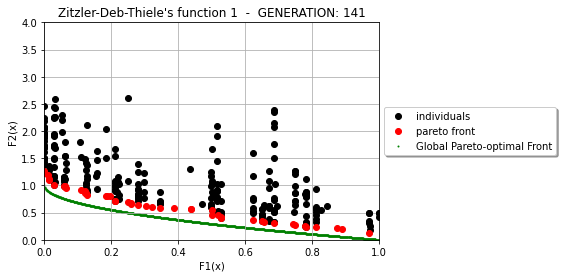 Zitzler-Deb-Thiele's function 1 - GENERATION: 141
4.0
3.5
3.0
2.5
2.0
1.5
1.0
0.5
0.0
F2(x)
0.0 0.2 0.4 0.6 0.8 1.0
F1(x)
individuals
pareto front
Global Pareto-optimal Front